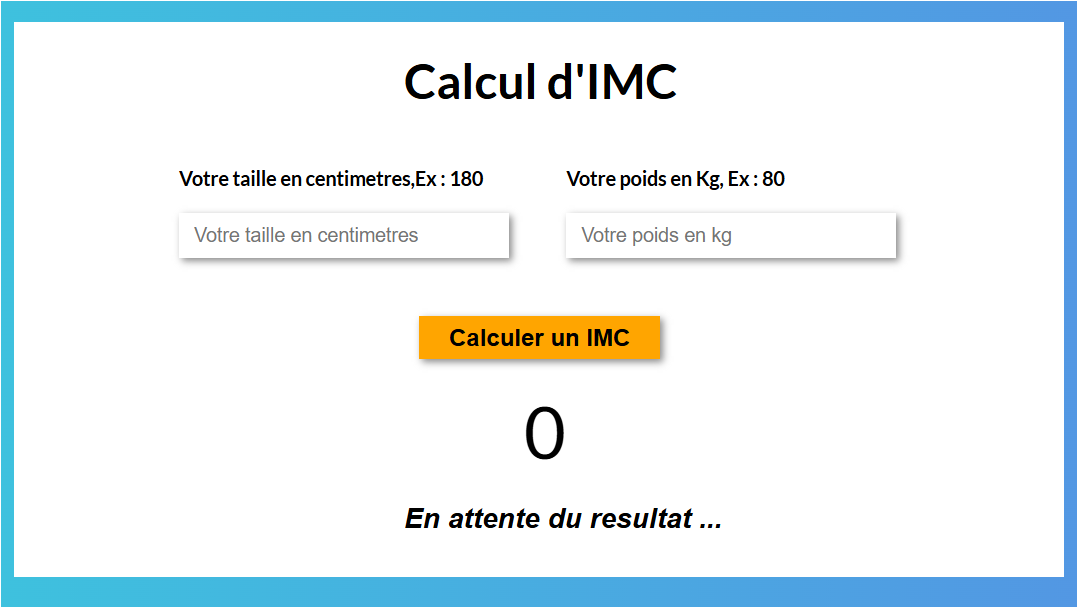 Calcul d'IMC
Votre taille en centimetres,Ex : 180
Votre poids en Kg, Ex : 80
Votre taille en centimetres
Votre poids en kg
Calculer un IMC
0
En attente du resultat ...